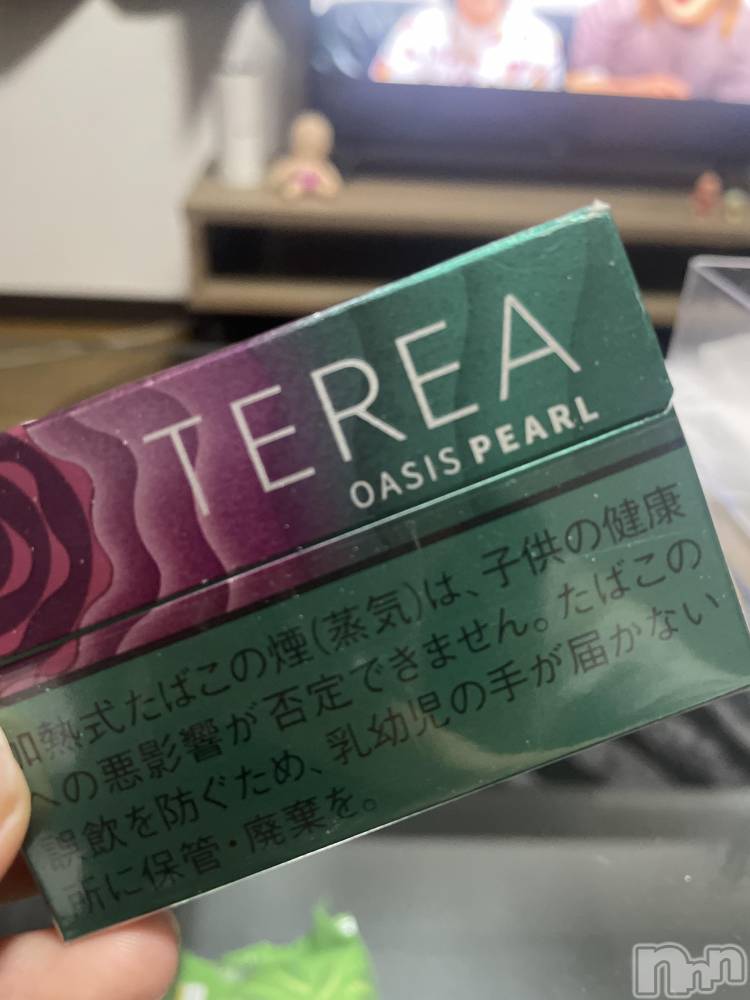 TEREA
OASIS PEARL
加熱式たばこの煙(蒸気)は、子供の健康
への悪影響が否定できません。たばこの
誤飲を防ぐため、乳幼児の手が届かない
所に保管・廃棄を。
nnn